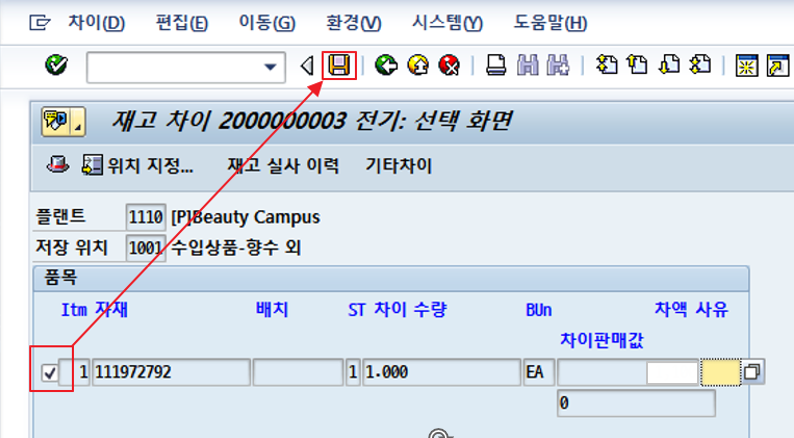 차이(D) 편집(E) 이동(G) 환경(V) 시스템(Y) 도움말(H)
재고 차이 2000000003 전기: 선택 화면
위치 지정... 재고 실사 이력 기타차이
플랜트 1110 [P]Beauty Campus
저장 위치 1001 수입상품-향수 외
품목
Itm 자재 배치 ST 차이 수량 BUn 차액 사유
차이판매값
1 111972792 1 1.000 EA
0